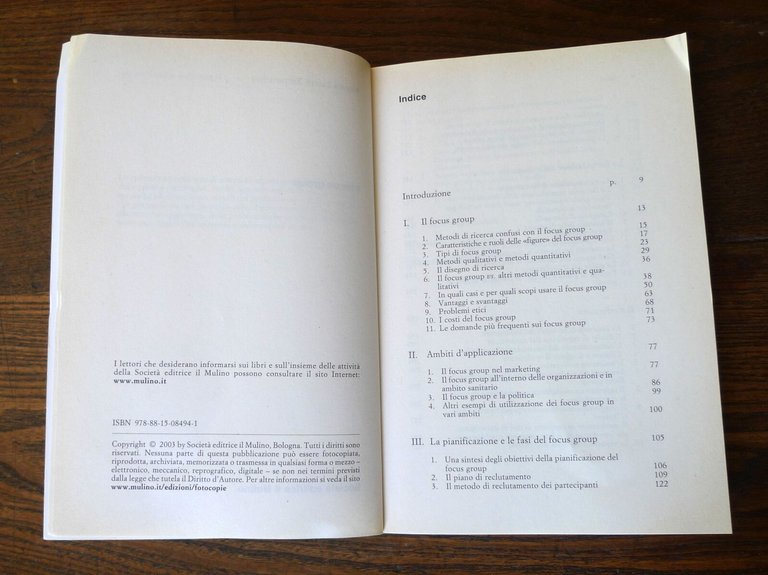 I lettori che desiderano informarsi sui libri e sull'insieme delle attività
della Società editrice il Mulino possono consultare il sito Internet:
www.mulino.it
ISBN 978-88-15-08494-1
Copyright © 2003 by Società editrice il Mulino, Bologna. Tutti i diritti sono
riservati. Nessuna parte di questa pubblicazione può essere fotocopiata,
riprodotta, archiviata, memorizzata o trasmessa in qualsiasi forma o mezzo –
elettronico, meccanico, reprografico, digitale – se non nei termini previsti
dalla legge che tutela il Diritto d'Autore. Per altre informazioni si veda il sito
www.mulino.it/edizioni/fotocopie
Indice
Introduzione p. 9
I. Il focus group 13
1. Metodi di ricerca confusi con il focus group 15
2. Caratteristiche e ruoli delle «figure» del focus group 17
3. Tipi di focus group 23
4. Metodi qualitativi e metodi quantitativi 29
5. Il disegno di ricerca 36
6. Il focus group vs. altri metodi quantitativi e qua-
litativi 38
7. In quali casi e per quali scopi usare il focus group 50
8. Vantaggi e svantaggi 63
9. Problemi etici 68
10. I costi del focus group 71
11. Le domande più frequenti sui focus group 73
II. Ambiti d'applicazione 77
1. Il focus group nel marketing 77
2. Il focus group all'interno delle organizzazioni e in
ambito sanitario 86
3. Il focus group e la politica 99
4. Altri esempi di utilizzazione dei focus group in
vari ambiti 100
III. La pianificazione e le fasi del focus group 105
1. Una sintesi degli obiettivi della pianificazione del
focus group 106
2. Il piano di reclutamento 109
3. Il metodo di reclutamento dei partecipanti 122